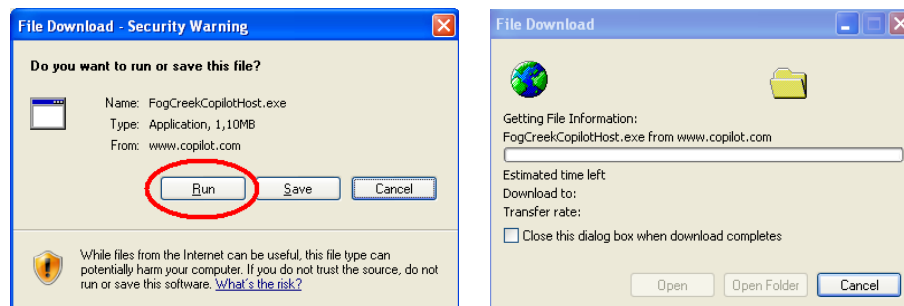 File Download - Security Warning
Do you want to run or save this file?
Name: FogCreekCopilotHost.exe
Type: Application, 1,10MB
From: www.copilot.com
Run Save Cancel
While files from the Internet can be useful, this file type can
potentially harm your computer. If you do not trust the source, do not
run or save this software. What's the risk?
File Download
Getting File Information:
FogCreekCopilotHost.exe from www.copilot.com
Estimated time left
Download to:
Transfer rate:
Close this dialog box when download completes
Open Open Folder Cancel